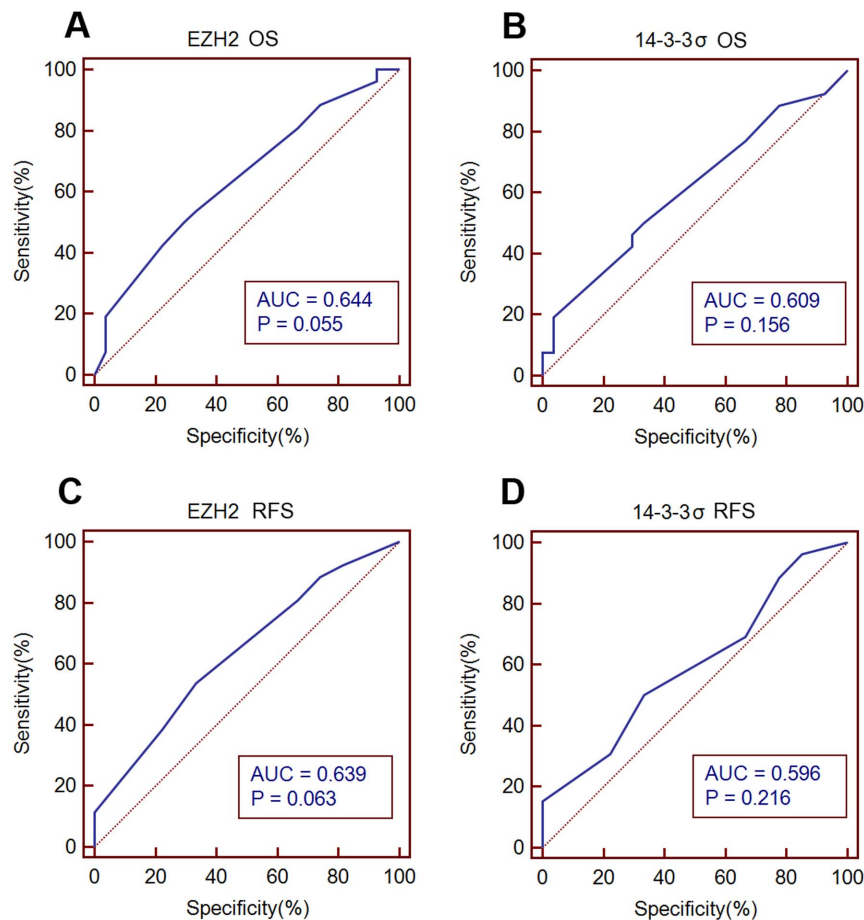 A
EZH2 OS
Sensitivity(%)
100
80
60
40
20
0
AUC = 0.644
P = 0.055
0 20 40 60 80 100
Specificity(%)
B
14-3-3σ OS
Sensitivity(%)
100
80
60
40
20
0
AUC = 0.609
P = 0.156
0 20 40 60 80 100
Specificity(%)
C
EZH2 RFS
Sensitivity(%)
100
80
60
40
20
0
AUC = 0.639
P = 0.063
0 20 40 60 80 100
Specificity(%)
D
14-3-3σ RFS
Sensitivity(%)
100
80
60
40
20
0
AUC = 0.596
P = 0.216
0 20 40 60 80 100
Specificity(%)